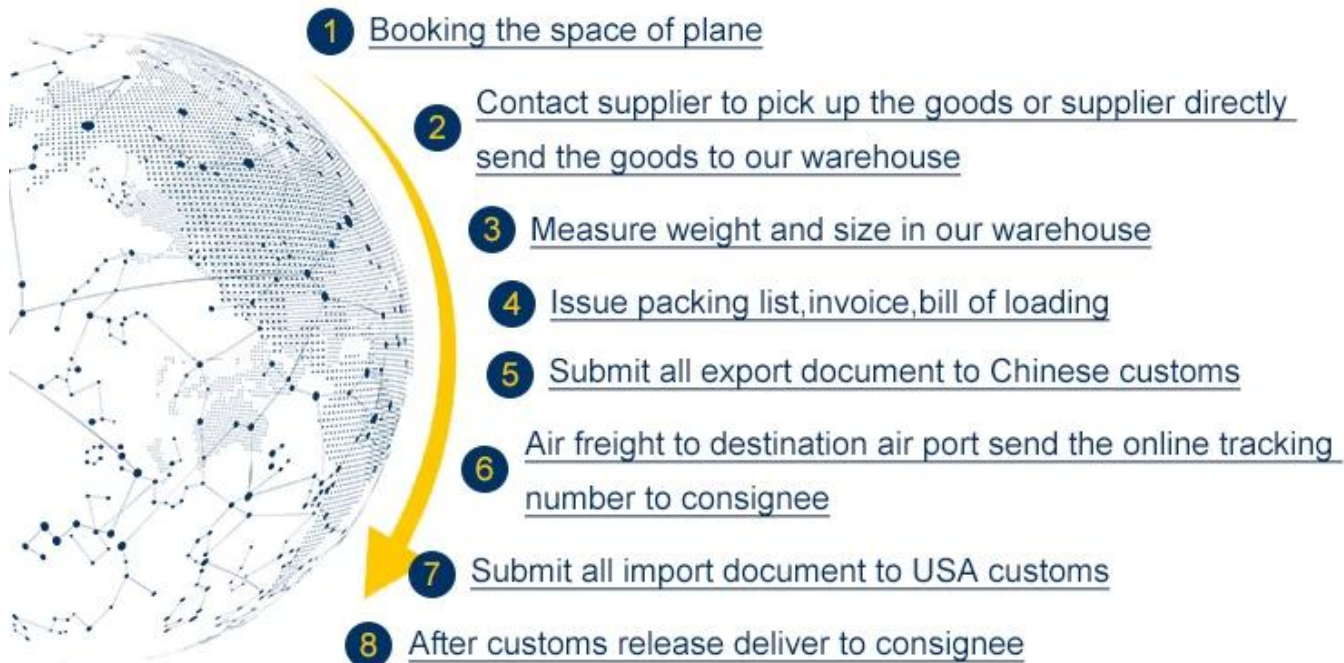 1 Booking the space of plane
2 Contact supplier to pick up the goods or supplier directly
send the goods to our warehouse
3 Measure weight and size in our warehouse
4 Issue packing list,invoice,bill of loading
5 Submit all export document to Chinese customs
6 Air freight to destination air port send the online tracking
number to consignee
7 Submit all import document to USA customs
8 After customs release deliver to consignee